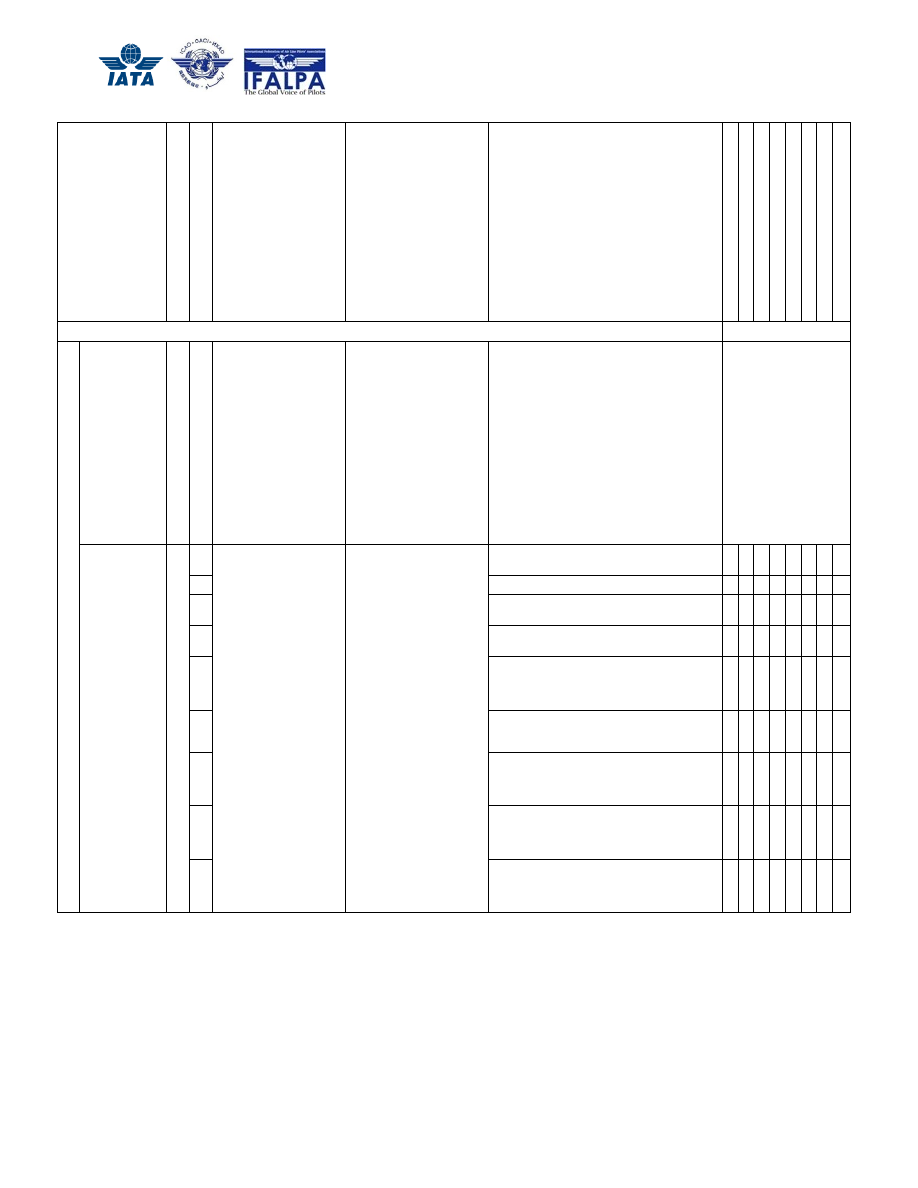 IATA
ICAO · OACI · ИКАО
International Federation of Air Line Pilots' Associations
IFALPA
The Global Voice of Pilots